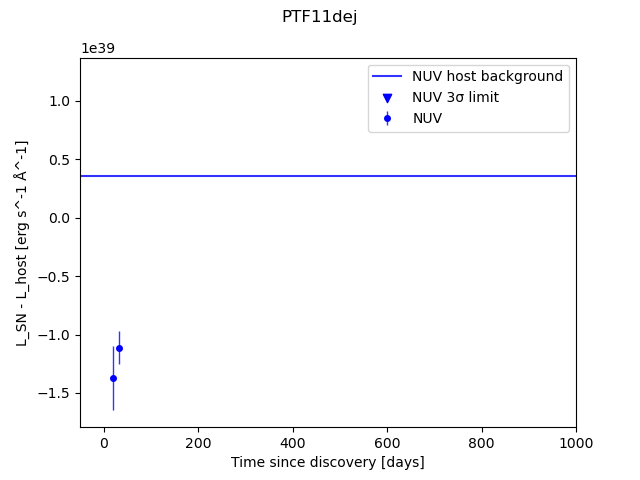 PTF11dej
1e39
NUV host background
NUV 3σ limit
NUV
1.0
0.5
0.0
−0.5
−1.0
−1.5
L_SN - L_host [erg s^-1 Å^-1]
0 200 400 600 800 1000
Time since discovery [days]